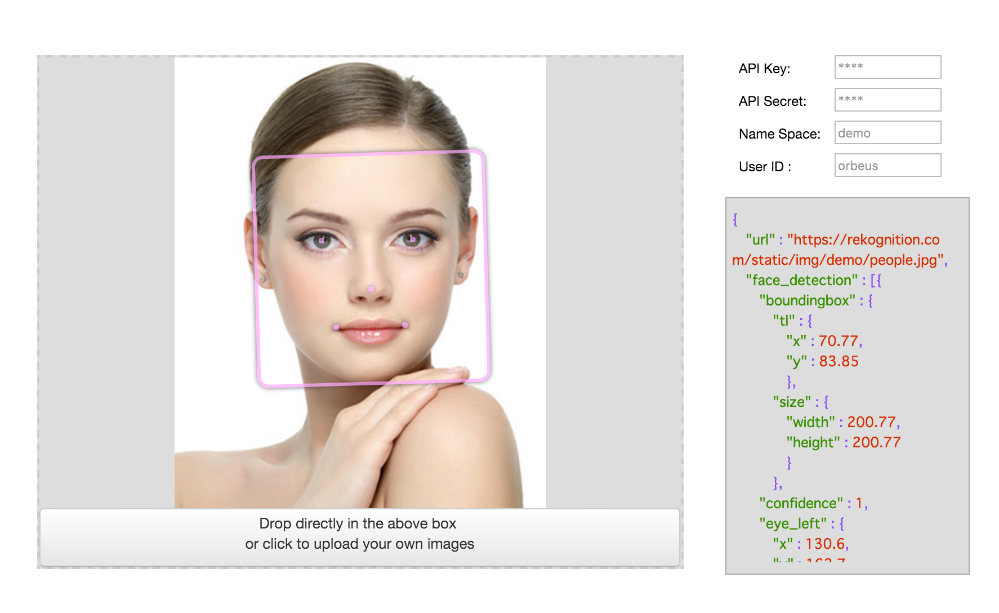 API Key: ****
API Secret: ****
Name Space: demo
User ID : orbeus
{
"url" : "https://rekognition.co
m/static/img/demo/people.jpg",
"face_detection" : [{
"boundingbox" : {
"tl" : {
"x" : 70.77,
"y" : 83.85
},
"size" : {
"width" : 200.77,
"height" : 200.77
}
},
"confidence" : 1,
"eye_left" : {
"x" : 130.6,
Drop directly in the above box
or click to upload your own images